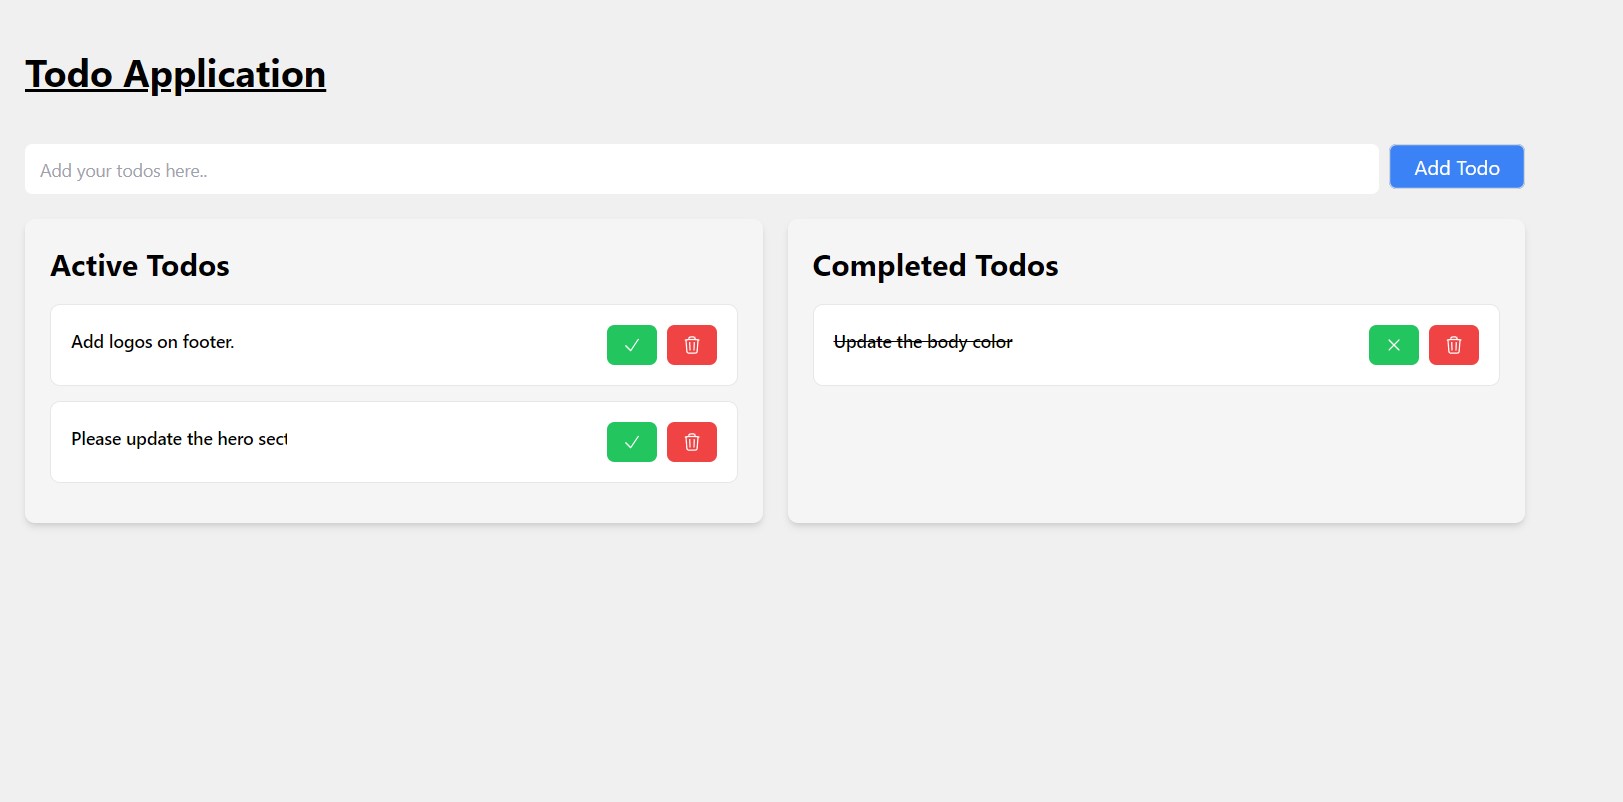 Todo Application
Add your todos here..
Add Todo
Active Todos
Add logos on footer.
Please update the hero sect
Completed Todos
Update the body color